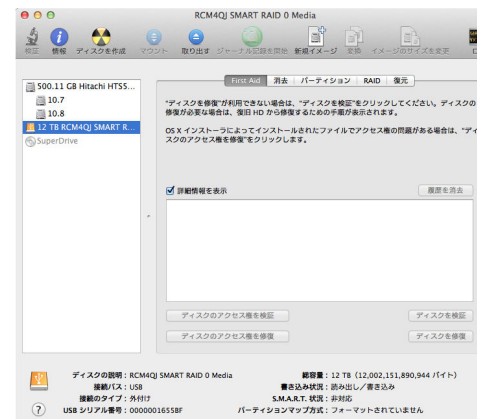 RCM4QJ SMART RAID 0 Media
検証 情報 ディスクを作成 マウント 取り出す ジャーナル記録を開始 新規イメージ 変換 イメージのサイズを変更
500.11 GB Hitachi HTS5...
10.7
10.8
12 TB RCM4QJ SMART R...
SuperDrive
First Aid 消去 パーティション RAID 復元
"ディスクを修復"が利用できない場合は、"ディスクを検証"をクリックしてください。ディスクの
修復が必要な場合は、復旧 HD から修復するための手順が表示されます。
OS X インストーラによってインストールされたファイルでアクセス権の問題がある場合は、"ディ
スクのアクセス権を修復"をクリックします。
詳細情報を表示
履歴を消去
ディスクのアクセス権を検証 ディスクを検証
ディスクのアクセス権を修復 ディスクを修復
ディスクの説明：RCM4QJ SMART RAID 0 Media
接続バス：USB
接続のタイプ：外付け
USB シリアル番号：0000001655BF
総容量：12 TB（12,002,151,890,944 バイト）
書き込み状況：読み出し／書き込み
S.M.A.R.T. 状況：非対応
パーティションマップ方式：フォーマットされていません
?